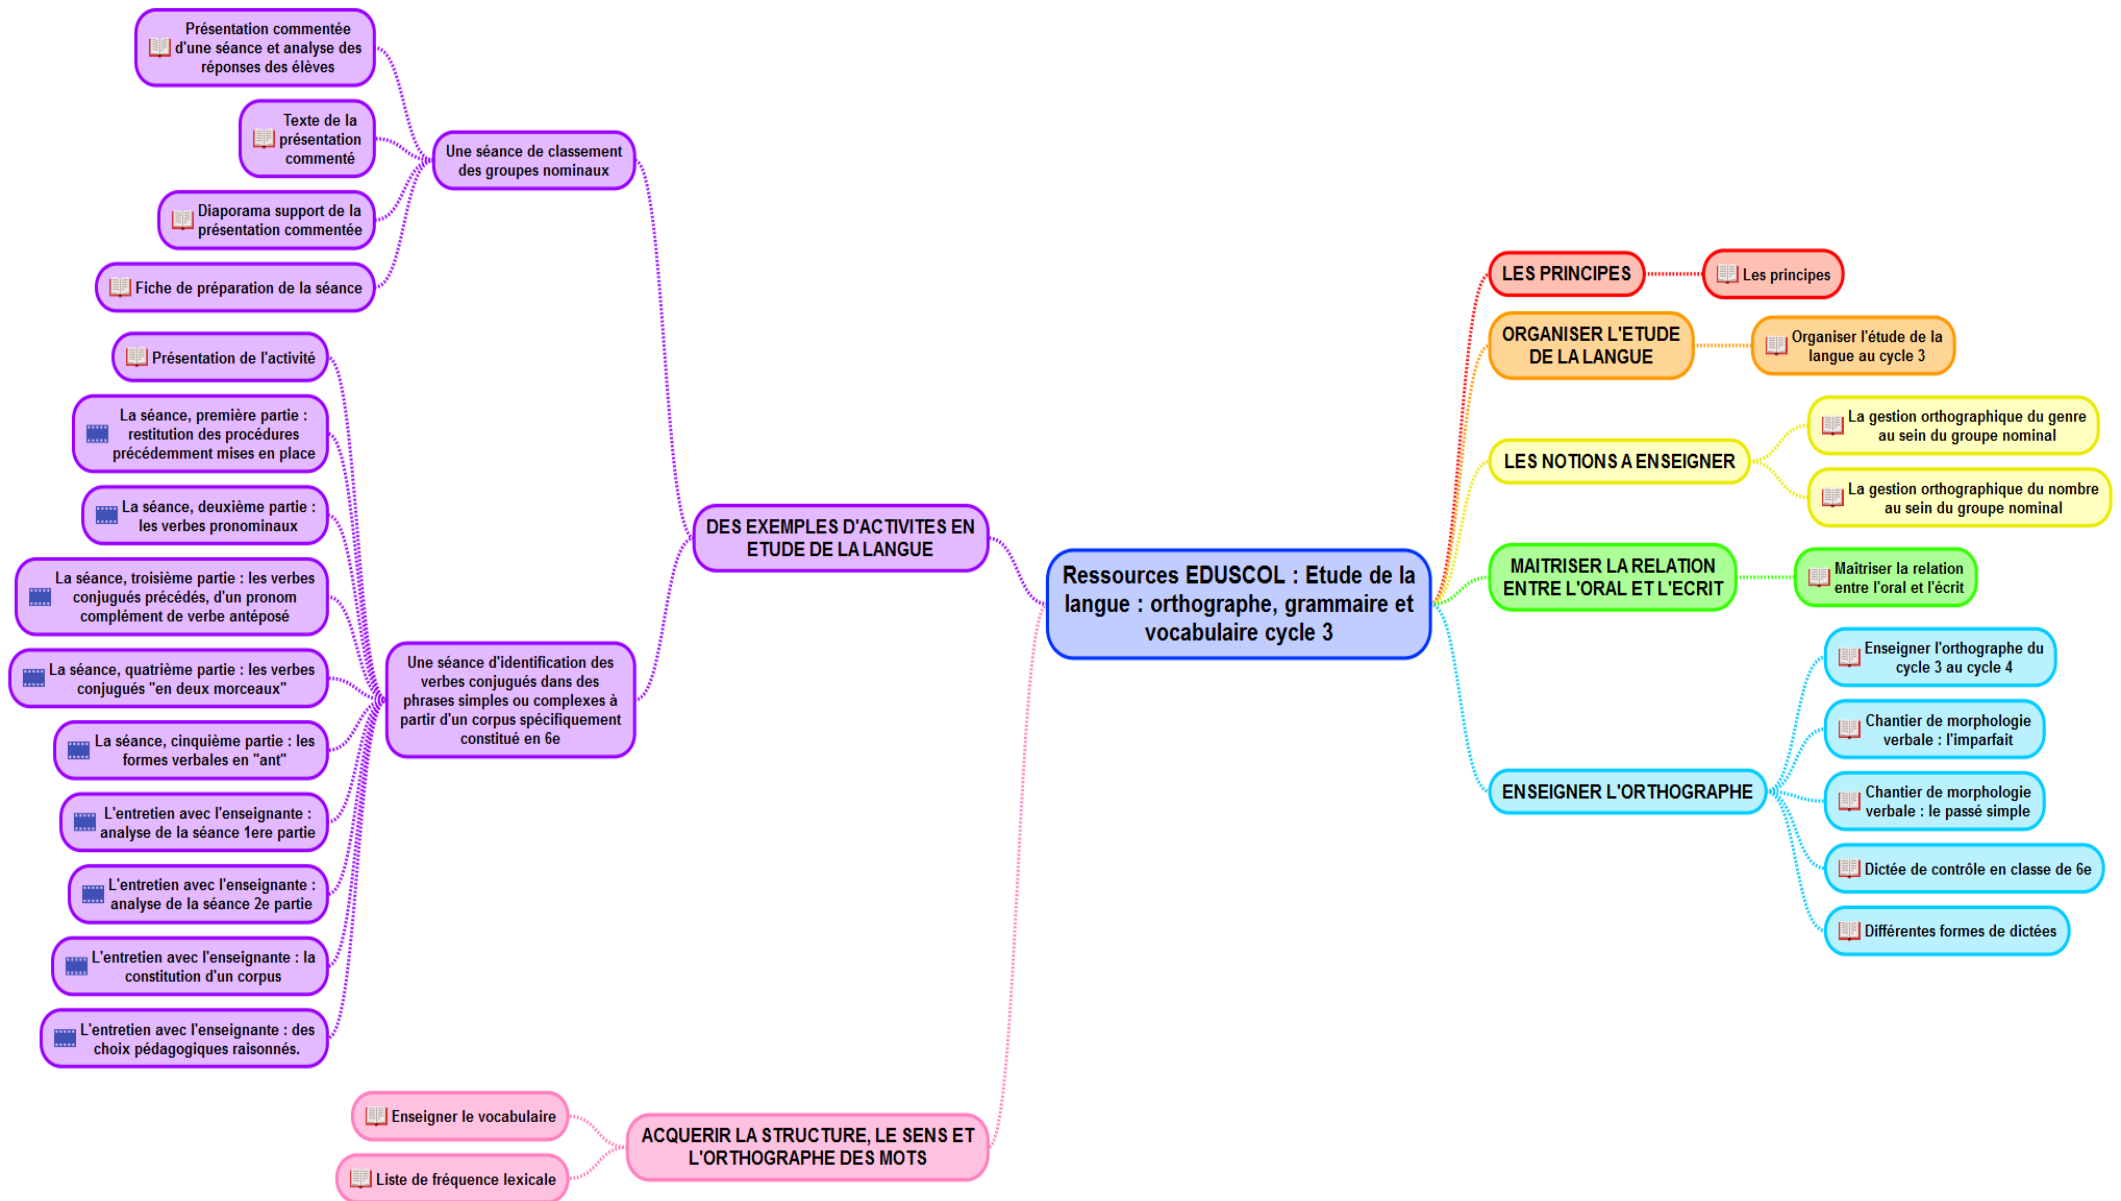 Ressources EDUSCOL : Etude de la
langue : orthographe, grammaire et
vocabulaire cycle 3
LES PRINCIPES
Les principes
ORGANISER L'ETUDE
DE LA LANGUE
Organiser l'étude de la
langue au cycle 3
LES NOTIONS A ENSEIGNER
La gestion orthographique du genre
au sein du groupe nominal
La gestion orthographique du nombre
au sein du groupe nominal
MAITRISER LA RELATION
ENTRE L'ORAL ET L'ECRIT
Maîtriser la relation
entre l'oral et l'écrit
ENSEIGNER L'ORTHOGRAPHE
Enseigner l'orthographe du
cycle 3 au cycle 4
Chantier de morphologie
verbale : l'imparfait
Chantier de morphologie
verbale : le passé simple
Dictée de contrôle en classe de 6e
Différentes formes de dictées
DES EXEMPLES D'ACTIVITES EN
ETUDE DE LA LANGUE
Une séance de classement
des groupes nominaux
Présentation commentée
d'une séance et analyse des
réponses des élèves
Texte de la
présentation
commenté
Diaporama support de la
présentation commentée
Fiche de préparation de la séance
Une séance d'identification des
verbes conjugués dans des
phrases simples ou complexes à
partir d'un corpus spécifiquement
constitué en 6e
Présentation de l'activité
La séance, première partie :
restitution des procédures
précédemment mises en place
La séance, deuxième partie :
les verbes pronominaux
La séance, troisième partie : les verbes
conjugués précédés, d'un pronom
complément de verbe antéposé
La séance, quatrième partie : les verbes
conjugués "en deux morceaux"
La séance, cinquième partie : les
formes verbales en "ant"
L'entretien avec l'enseignante :
analyse de la séance 1ere partie
L'entretien avec l'enseignante :
analyse de la séance 2e partie
L'entretien avec l'enseignante : la
constitution d'un corpus
L'entretien avec l'enseignante : des
choix pédagogiques raisonnés.
ACQUERIR LA STRUCTURE, LE SENS ET
L'ORTHOGRAPHE DES MOTS
Enseigner le vocabulaire
Liste de fréquence lexicale